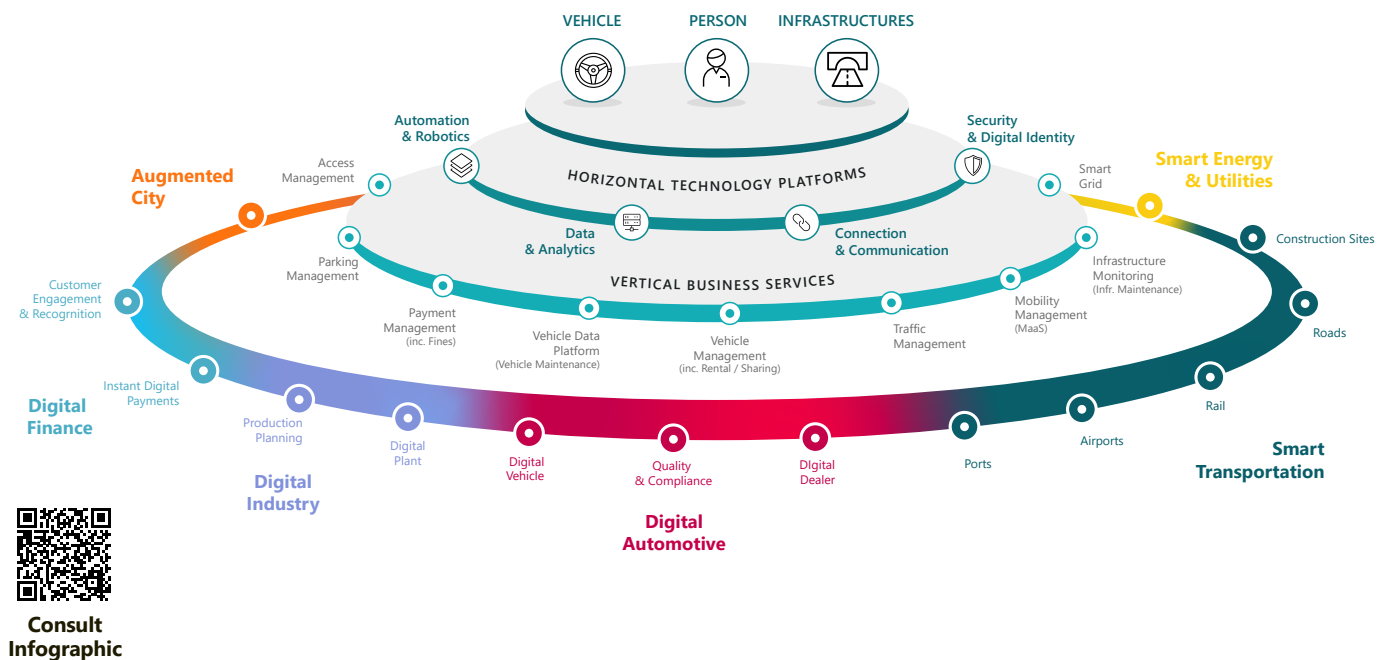 VEHICLE
PERSON
INFRASTRUCTURES
Automation
& Robotics
Security
& Digital Identity
HORIZONTAL TECHNOLOGY PLATFORMS
Data
& Analytics
Connection
& Communication
VERTICAL BUSINESS SERVICES
Access
Management
Smart
Grid
Parking
Management
Payment
Management
(inc. Fines)
Vehicle Data
Platform
(Vehicle Maintenance)
Vehicle
Management
(inc. Rental / Sharing)
Traffic
Management
Mobility
Management
(MaaS)
Infrastructure
Monitoring
(Infr. Maintenance)
Augmented
City
Smart Energy
& Utilities
Construction Sites
Roads
Rail
Airports
Ports
Smart
Transportation
Customer
Engagement
& Recogrnition
Instant Digital
Payments
Digital
Finance
Production
Planning
Digital
Plant
Digital
Industry
Digital
Vehicle
Quality
& Compliance
DIgital
Dealer
Digital
Automotive
Consult
Infographic